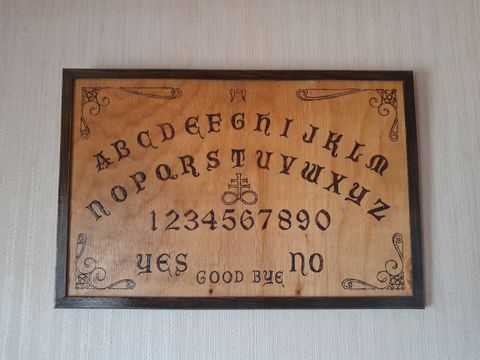 ABCDEFGHIJKLM
NOPQRSTUVWXYZ
1234567890
YES NO
GOOD BYE